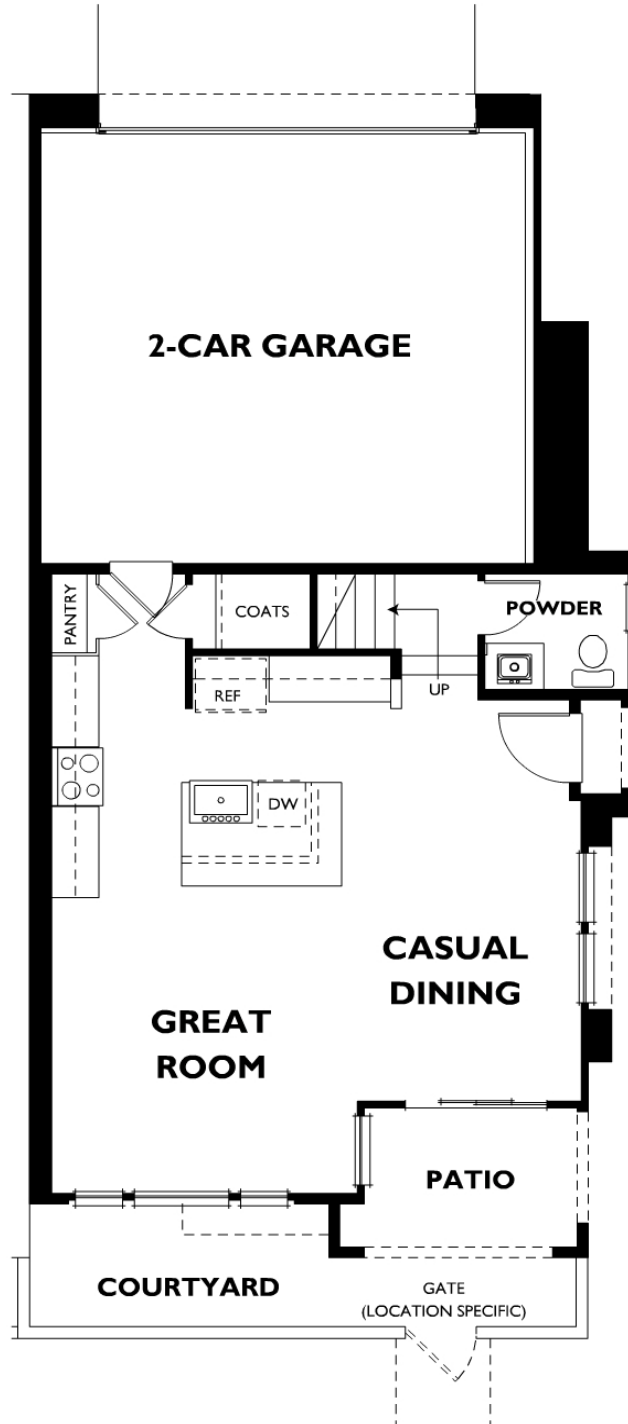 2-CAR GARAGE
PANTRY
COATS
POWDER
REF
UP
DW
CASUAL
DINING
GREAT
ROOM
PATIO
COURTYARD
GATE
(LOCATION SPECIFIC)